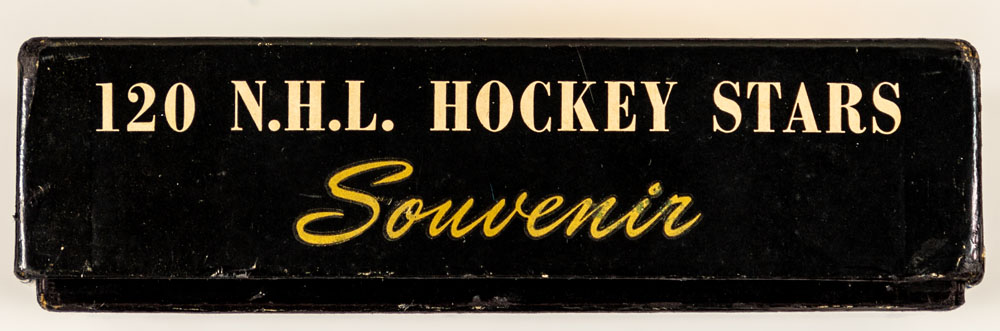 120 N.H.L. HOCKEY STARS
Souvenir